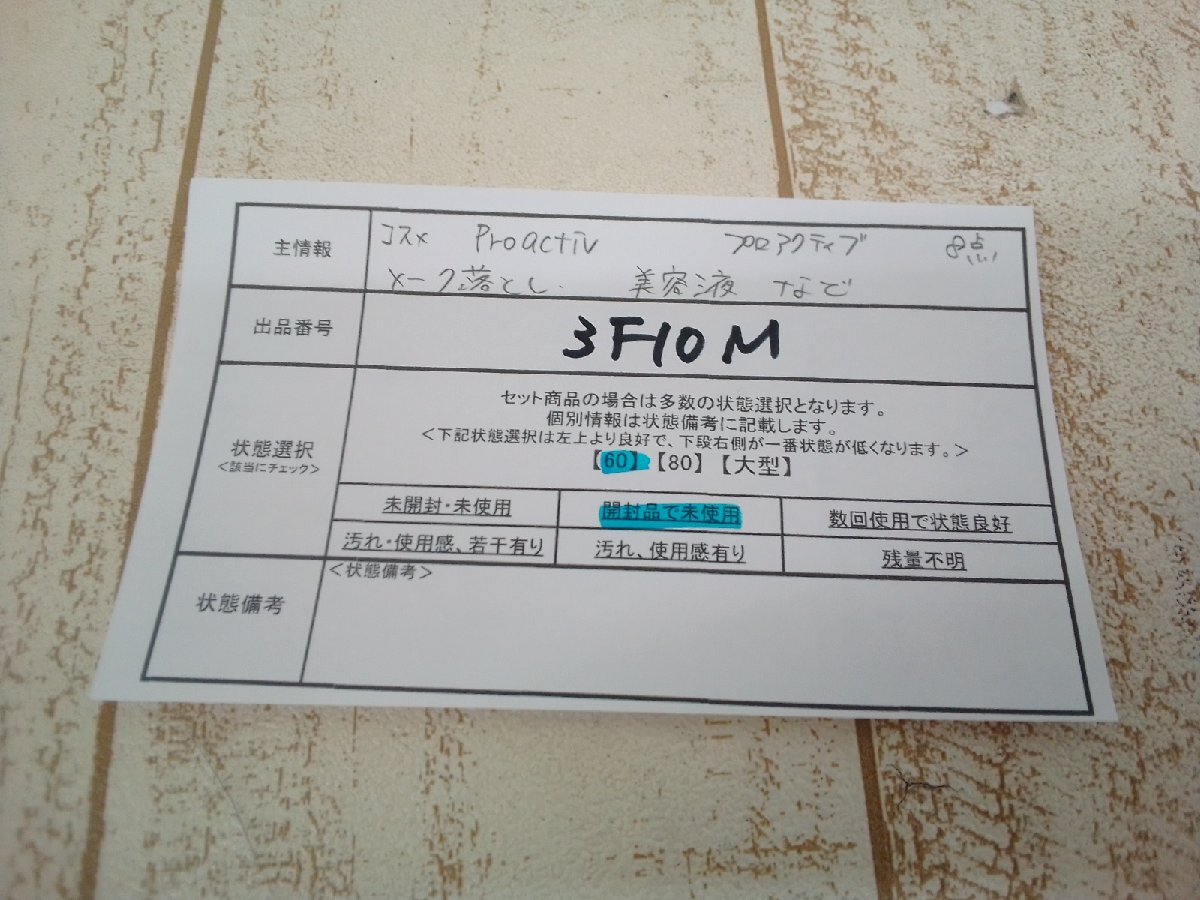 主情報
コスメ Proactiv プロアクティブ 8点
メーク落とし. 美容液 など
出品番号
3F10M
状態選択
<該当にチェック>
セット商品の場合は多数の状態選択となります。
個別情報は状態備考に記載します。
<下記状態選択は左上より良好で、下段右側が一番状態が低くなります。>
【60】【80】【大型】
未開封・未使用 開封品で未使用 数回使用で状態良好
汚れ・使用感、若干有り 汚れ、使用感有り 残量不明
状態備考
<状態備考>